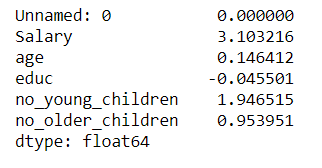 Unnamed: 0 0.000000
Salary 3.103216
age 0.146412
educ -0.045501
no_young_children 1.946515
no_older_children 0.953951
dtype: float64